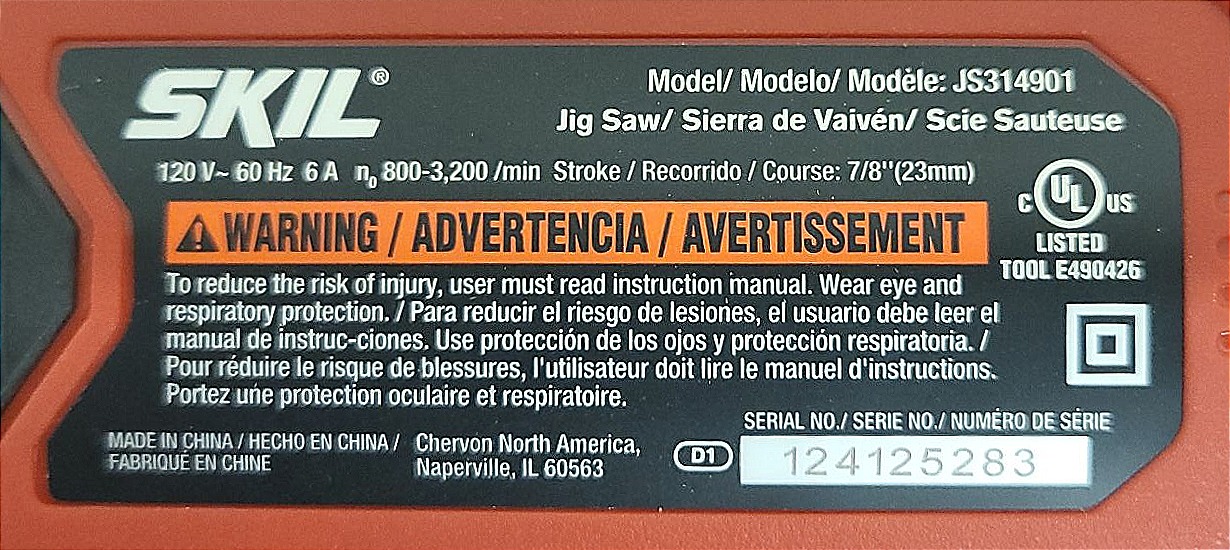 SKIL®
Model/ Modelo/ Modèle: JS314901
Jig Saw/ Sierra de Vaivén/ Scie Sauteuse
120 V~ 60 Hz 6 A n₀ 800-3,200 /min Stroke / Recorrido / Course: 7/8"(23mm)
C UL US
LISTED
TOOL E490426
⚠WARNING / ADVERTENCIA / AVERTISSEMENT
To reduce the risk of injury, user must read instruction manual. Wear eye and
respiratory protection. / Para reducir el riesgo de lesiones, el usuario debe leer el
manual de instruc-ciones. Use protección de los ojos y protección respiratoria. /
Pour réduire le risque de blessures, l'utilisateur doit lire le manuel d'instructions.
Portez une protection oculaire et respiratoire.
MADE IN CHINA / HECHO EN CHINA /
FABRIQUÉ EN CHINE
Chervon North America,
Naperville, IL 60563
SERIAL NO./ SERIE NO./ NUMÉRO DE SÉRIE
D1 124125283